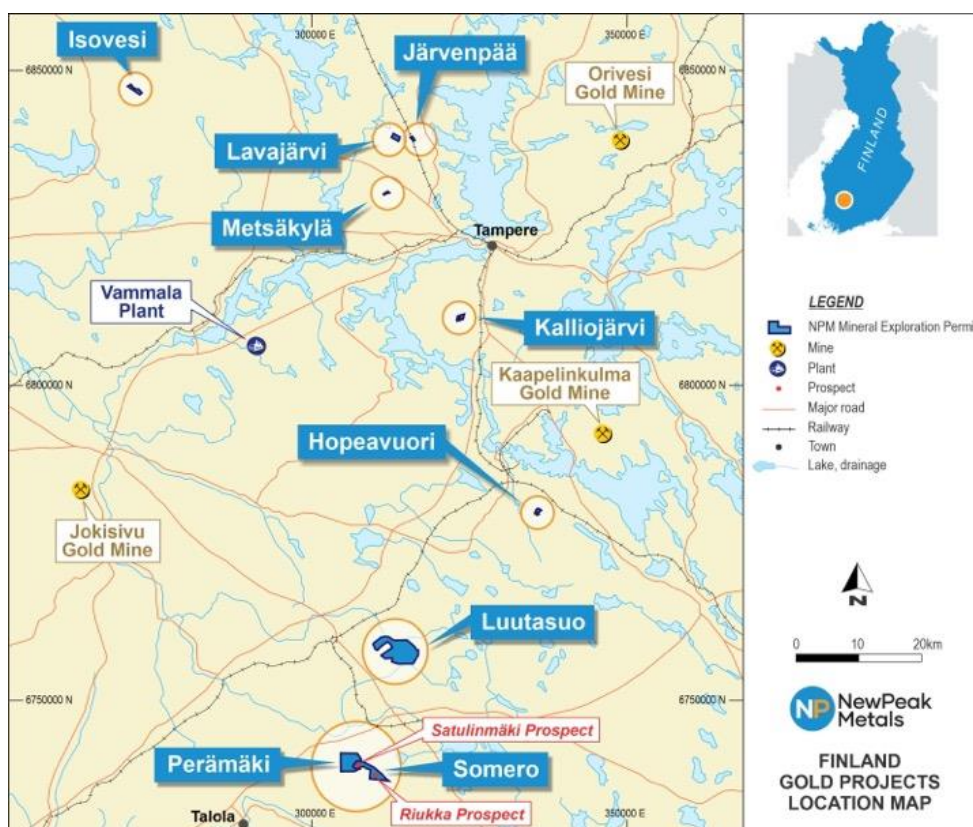 300000 E
350000 E
Isovesi
Järvenpää
6850000 N
6850000 N
Orivesi
Gold Mine
Lavajärvi
Metsäkylä
Tampere
Vammala
Plant
Kalliojärvi
6800000 N
6800000 N
Kaapelinkulma
Gold Mine
Hopeavuori
Jokisivu
Gold Mine
Luutasuo
6750000 N
6750000 N
Satulinmäki Prospect
Perämäki
Somero
Riukka Prospect
Talola
300000 E
350000 E
FINLAND
LEGEND
NPM Mineral Exploration Permi
Mine
Plant
Prospect
Major road
Railway
Town
Lake, drainage
N
0 10 20km
NP NewPeak
Metals
FINLAND
GOLD PROJECTS
LOCATION MAP